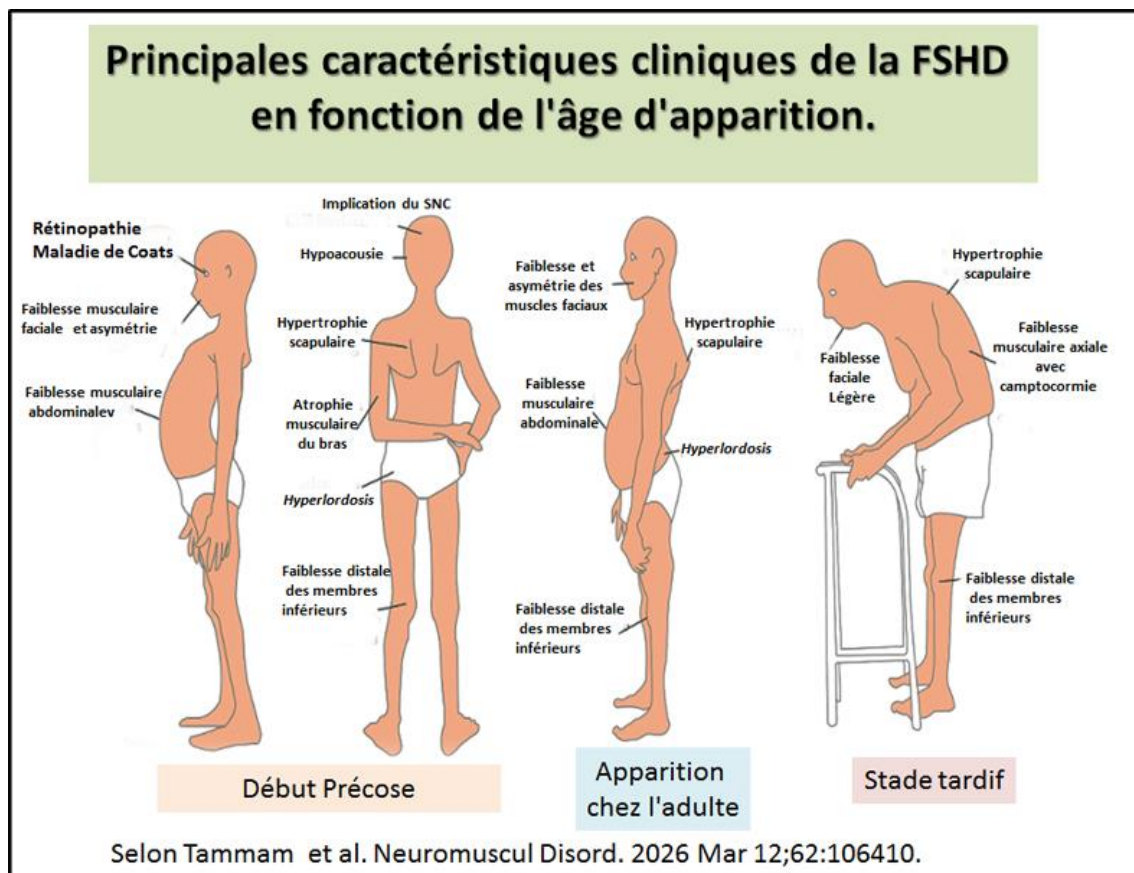 Principales caractéristiques cliniques de la FSHD
en fonction de l'âge d'apparition.
Rétinopathie
Maladie de Coats
Faiblesse musculaire
faciale et asymétrie
Faiblesse musculaire
abdominalev
Implication du SNC
Hypoacousie
Hypertrophie
scapulaire
Atrophie
musculaire
du bras
Hyperlordosis
Faiblesse distale
des membres
inférieurs
Faiblesse et
asymétrie des
muscles faciaux
Hypertrophie
scapulaire
Faiblesse
musculaire
abdominale
Hyperlordosis
Faiblesse distale
des membres
inférieurs
Hypertrophie
scapulaire
Faiblesse
musculaire axiale
avec
camptocormie
Faiblesse
faciale
Légère
Faiblesse distale
des membres
inférieurs
Début Précose
Apparition
chez l'adulte
Stade tardif
Selon Tammam et al. Neuromuscul Disord. 2026 Mar 12;62:106410.